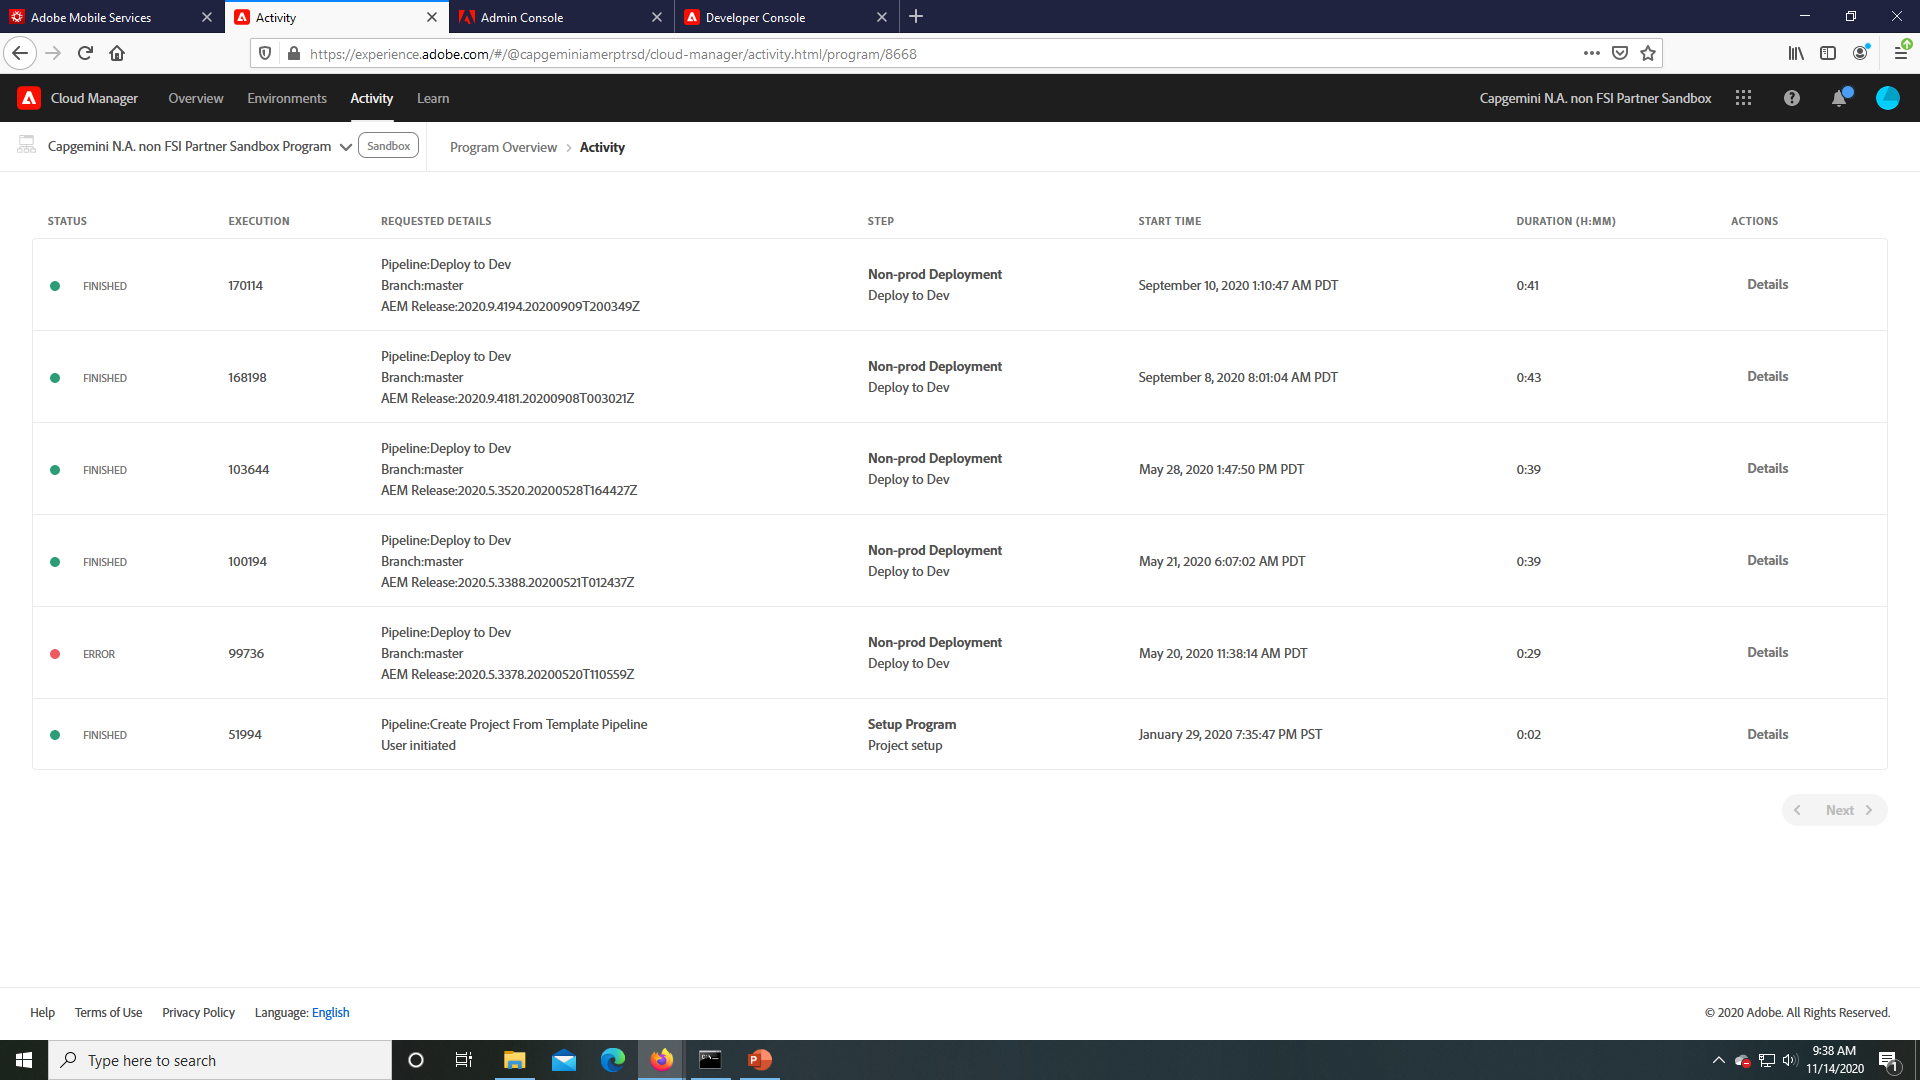 Adobe Mobile Services
Activity
Admin Console
Developer Console
https://experience.adobe.com/#/@capgeminiamerptrsd/cloud-manager/activity.html/program/8668
Cloud Manager Overview Environments Activity Learn
Capgemini N.A. non FSI Partner Sandbox
Capgemini N.A. non FSI Partner Sandbox Program Sandbox
Program Overview > Activity
STATUS EXECUTION REQUESTED DETAILS STEP START TIME DURATION (H:MM) ACTIONS
Pipeline:Deploy to Dev
FINISHED 170114 Branch:master Non-prod Deployment September 10, 2020 1:10:47 AM PDT 0:41 Details
AEM Release:2020.9.4194.20200909T200349Z Deploy to Dev
Pipeline:Deploy to Dev
FINISHED 168198 Branch:master Non-prod Deployment September 8, 2020 8:01:04 AM PDT 0:43 Details
AEM Release:2020.9.4181.20200908T003021Z Deploy to Dev
Pipeline:Deploy to Dev
FINISHED 103644 Branch:master Non-prod Deployment May 28, 2020 1:47:50 PM PDT 0:39 Details
AEM Release:2020.5.3520.20200528T164427Z Deploy to Dev
Pipeline:Deploy to Dev
FINISHED 100194 Branch:master Non-prod Deployment May 21, 2020 6:07:02 AM PDT 0:39 Details
AEM Release:2020.5.3388.20200521T012437Z Deploy to Dev
Pipeline:Deploy to Dev
ERROR 99736 Branch:master Non-prod Deployment May 20, 2020 11:38:14 AM PDT 0:29 Details
AEM Release:2020.5.3378.20200520T110559Z Deploy to Dev
Pipeline:Create Project From Template Pipeline Setup Program
FINISHED 51994 January 29, 2020 7:35:47 PM PST 0:02 Details
User initiated Project setup
Next
Help Terms of Use Privacy Policy Language: English
© 2020 Adobe. All Rights Reserved.
Type here to search
9:38 AM
11/14/2020
1